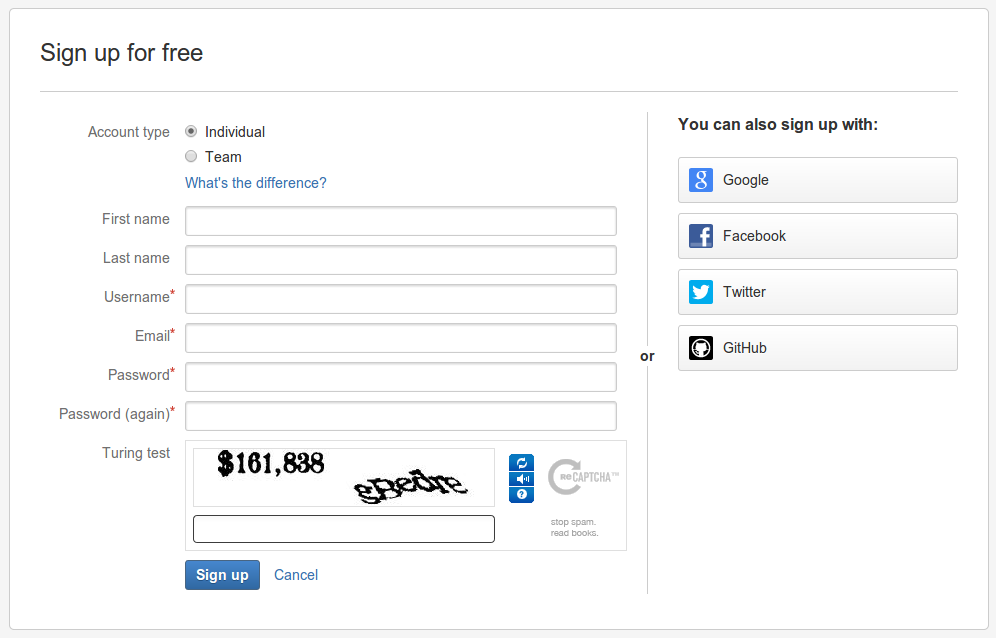 Sign up for free
Account type
Individual
Team
What's the difference?
First name
Last name
Username*
Email*
Password*
Password (again)*
Turing test
$161,838
reCAPTCHA™
stop spam.
read books.
Sign up
Cancel
or
You can also sign up with:
Google
Facebook
Twitter
GitHub